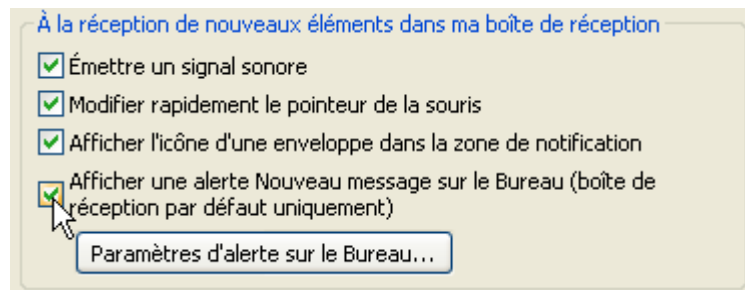 À la réception de nouveaux éléments dans ma boîte de réception
Émettre un signal sonore
Modifier rapidement le pointeur de la souris
Afficher l'icône d'une enveloppe dans la zone de notification
Afficher une alerte Nouveau message sur le Bureau (boîte de
réception par défaut uniquement)
Paramètres d'alerte sur le Bureau...